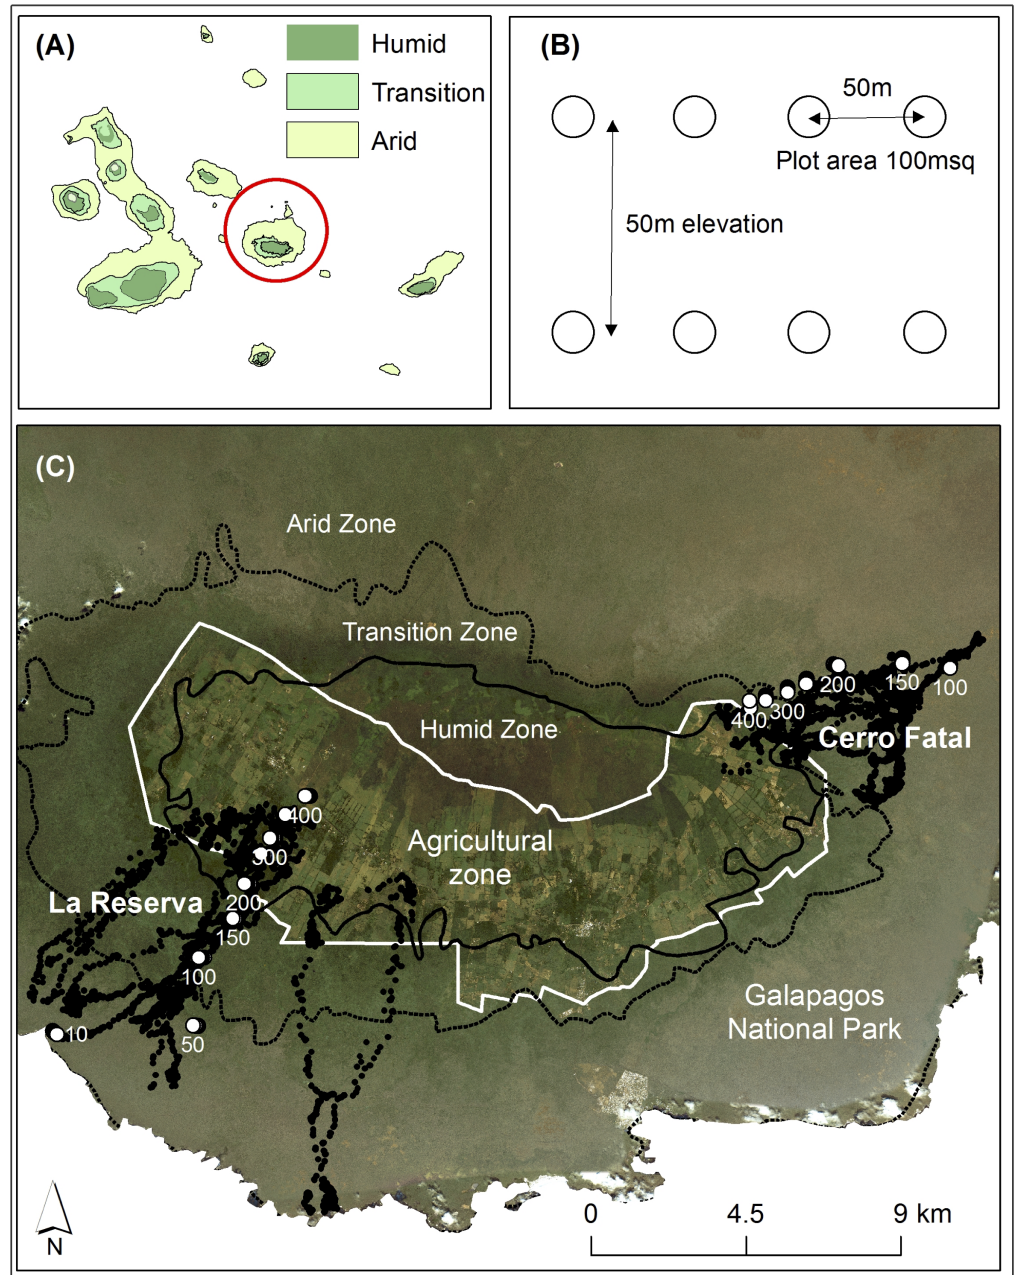 (A)
Humid
Transition
Arid
(B)
50m
Plot area 100msq
50m elevation
(C)
Arid Zone
Transition Zone
Humid Zone
200
150
100
400
300
Cerro Fatal
Agricultural
zone
400
300
La Reserva
200
150
100
10
50
Galapagos
National Park
N
0 4.5 9 km